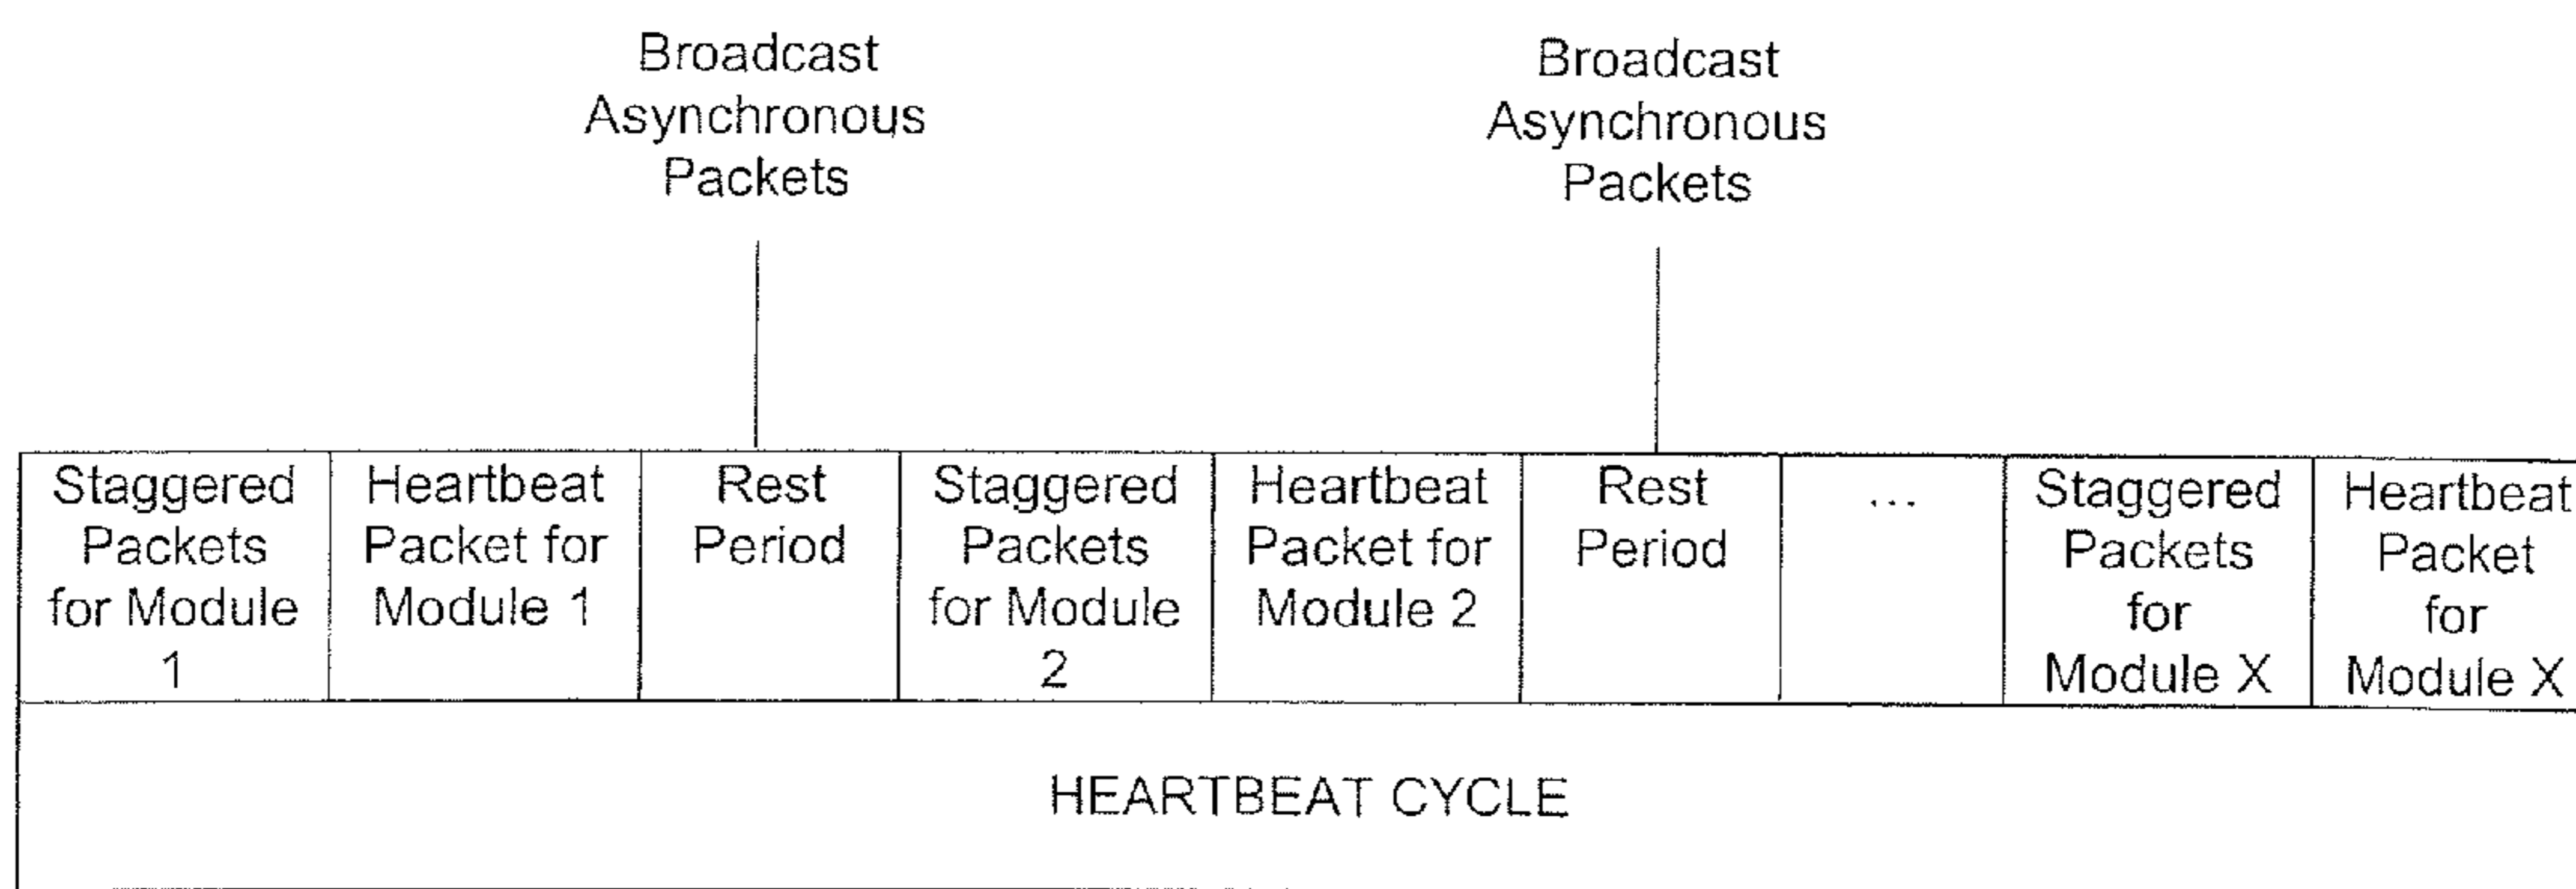 Broadcast
Asynchronous
Packets
Broadcast
Asynchronous
Packets
Staggered
Packets
for Module
1
Heartbeat
Packet for
Module 1
Rest
Period
Staggered
Packets
for Module
2
Heartbeat
Packet for
Module 2
Rest
Period
...
Staggered
Packets
for
Module X
Heartbeat
Packet
for
Module X
HEARTBEAT CYCLE